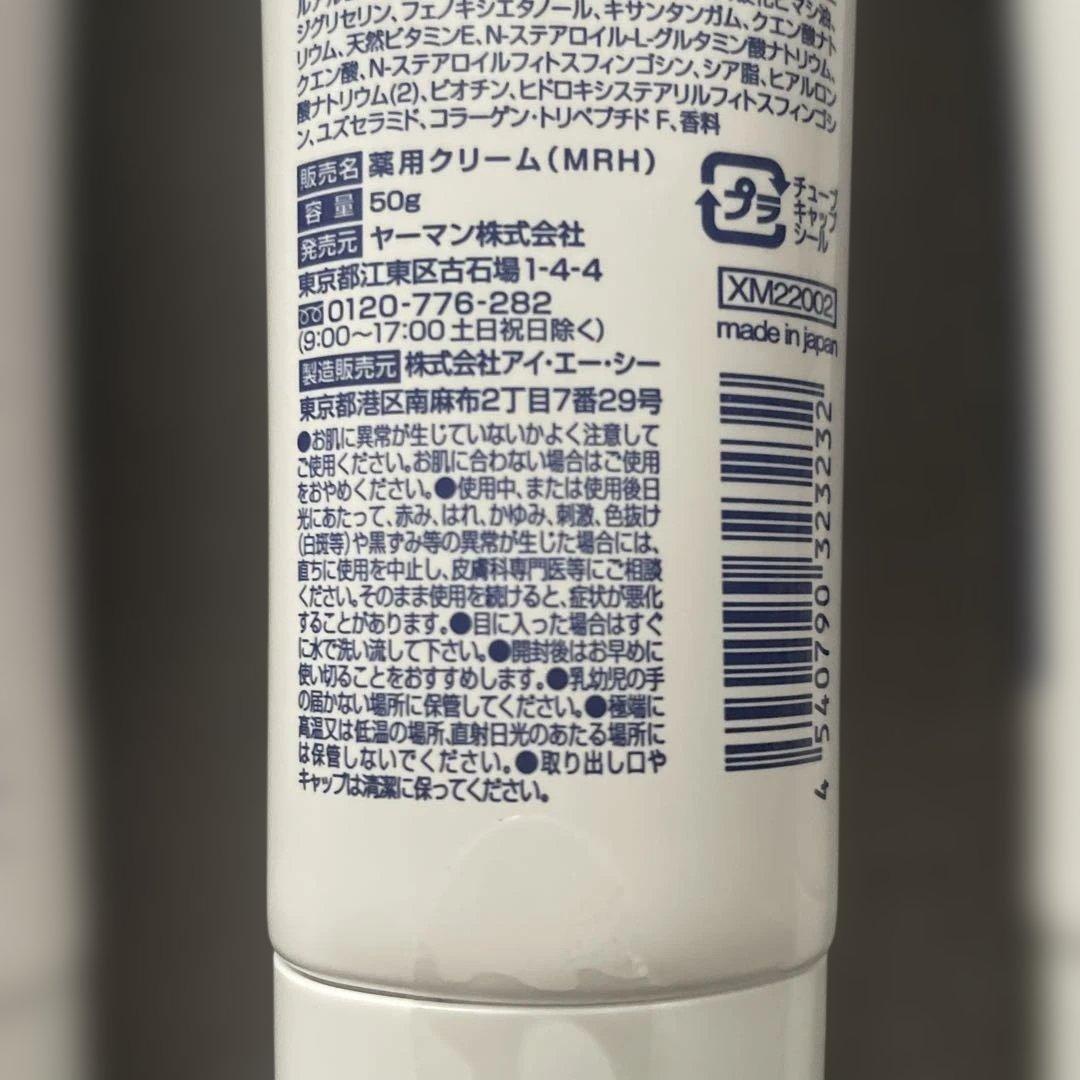 ジグリセリン、フェノキシエタノール、キサンタンガム、クエン酸ナト
リウム、天然ビタミンE、N-ステアロイル-L-グルタミン酸ナトリウム、
クエン酸、N-ステアロイルフィトスフィンゴシン、シア脂、ヒアルロン
酸ナトリウム(2)、ビオチン、ヒドロキシステアリルフィトスフィンゴシ
ン、ユズセラミド、コラーゲン・トリペプチド F、香料
販売名 薬用クリーム(MRH)
容量 50g
発売元 ヤーマン株式会社
東京都江東区古石場1-4-4
0120-776-282
(9:00〜17:00 土日祝日除く)
製造販売元 株式会社アイ・エー・シー
東京都港区南麻布2丁目7番29号
●お肌に異常が生じていないかよく注意して
ご使用ください。お肌に合わない場合はご使用
をおやめください。●使用中、または使用後日
光にあたって、赤み、はれ、かゆみ、刺激、色抜け
(白斑等)や黒ずみ等の異常が生じた場合には、
直ちに使用を中止し、皮膚科専門医等にご相談
ください。そのまま使用を続けると、症状が悪化
することがあります。●目に入った場合はすぐ
に水で洗い流して下さい。●開封後はお早めに
使い切ることをおすすめします。●乳幼児の手
の届かない場所に保管してください。●極端に
高温又は低温の場所、直射日光のあたる場所に
は保管しないでください。●取り出し口や
キャップは清潔に保ってください。
プラ
チューブ
キャップ
シール
XM22002
made in japan
4 540790 323232